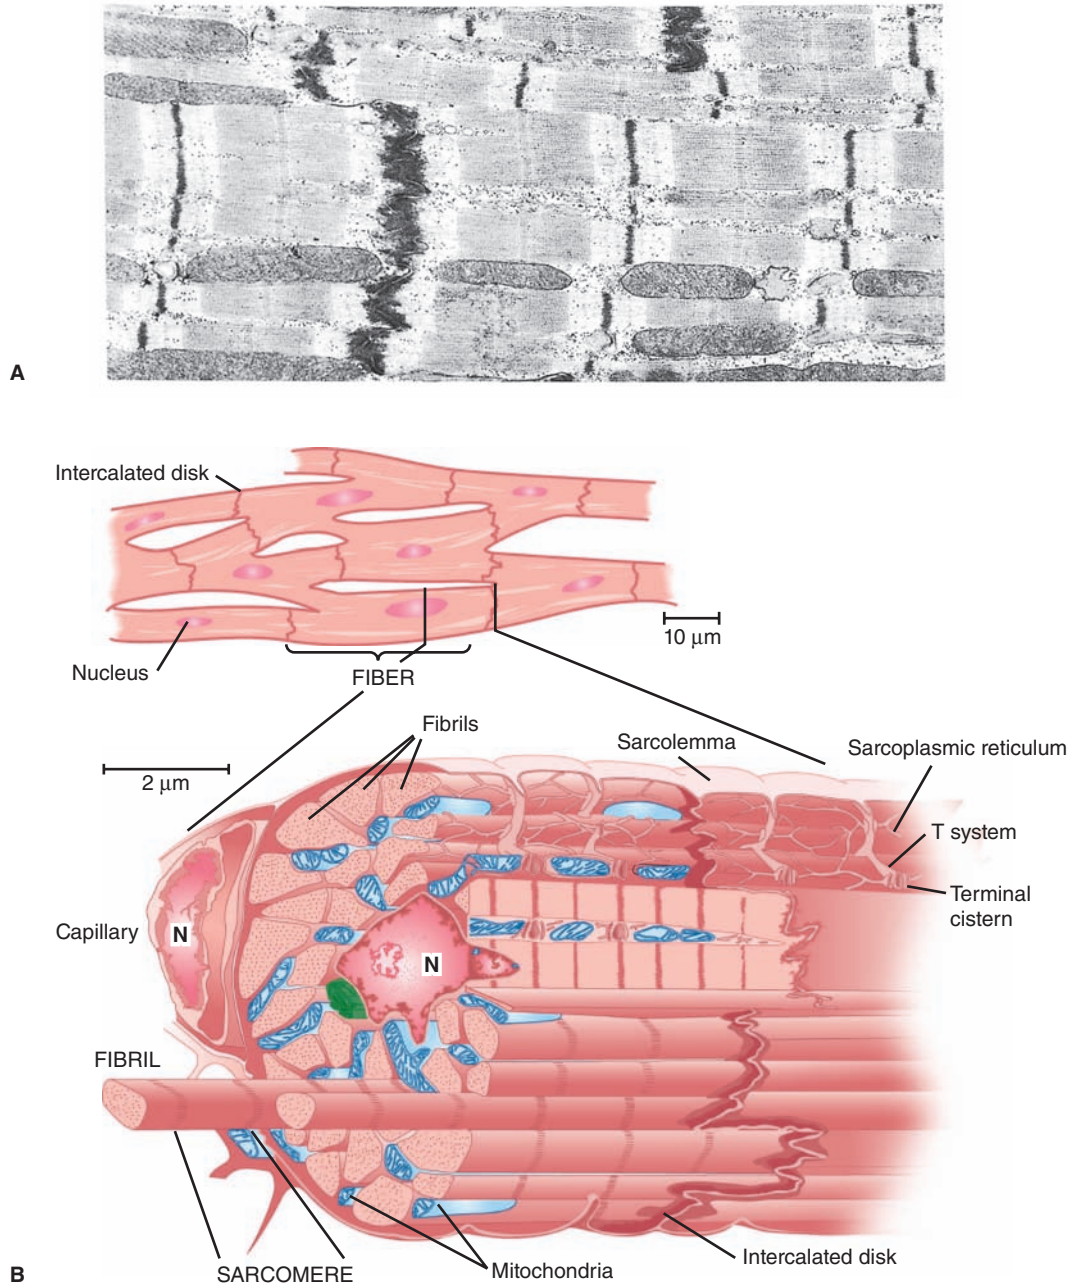 A
Intercalated disk
10 μm
Nucleus
FIBER
Fibrils
Sarcolemma
Sarcoplasmic reticulum
2 μm
T system
Terminal
cistern
Capillary
N
N
FIBRIL
Intercalated disk
SARCOMERE
Mitochondria
B